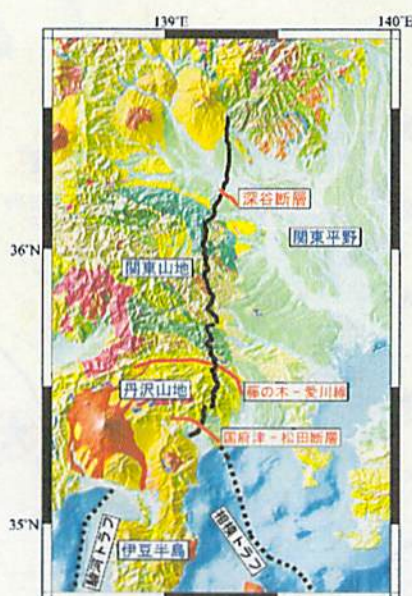 139°E
140°E
深谷断層
関東平野
36°N
関東山地
丹沢山地
藤の木－愛川線
国府津－松田断層
35°N
駿河トラフ
伊豆半島
相模トラフ